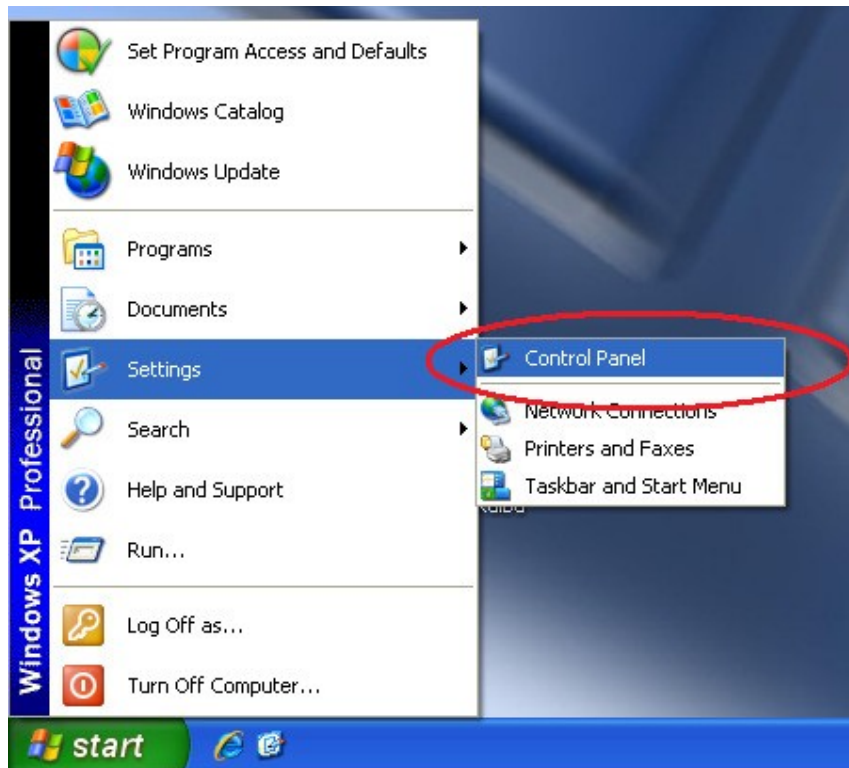 Set Program Access and Defaults
Windows Catalog
Windows Update
Programs
Documents
Settings
Search
Help and Support
Run...
Log Off as...
Turn Off Computer...
Windows XP Professional
Control Panel
Network Connections
Printers and Faxes
Taskbar and Start Menu
start